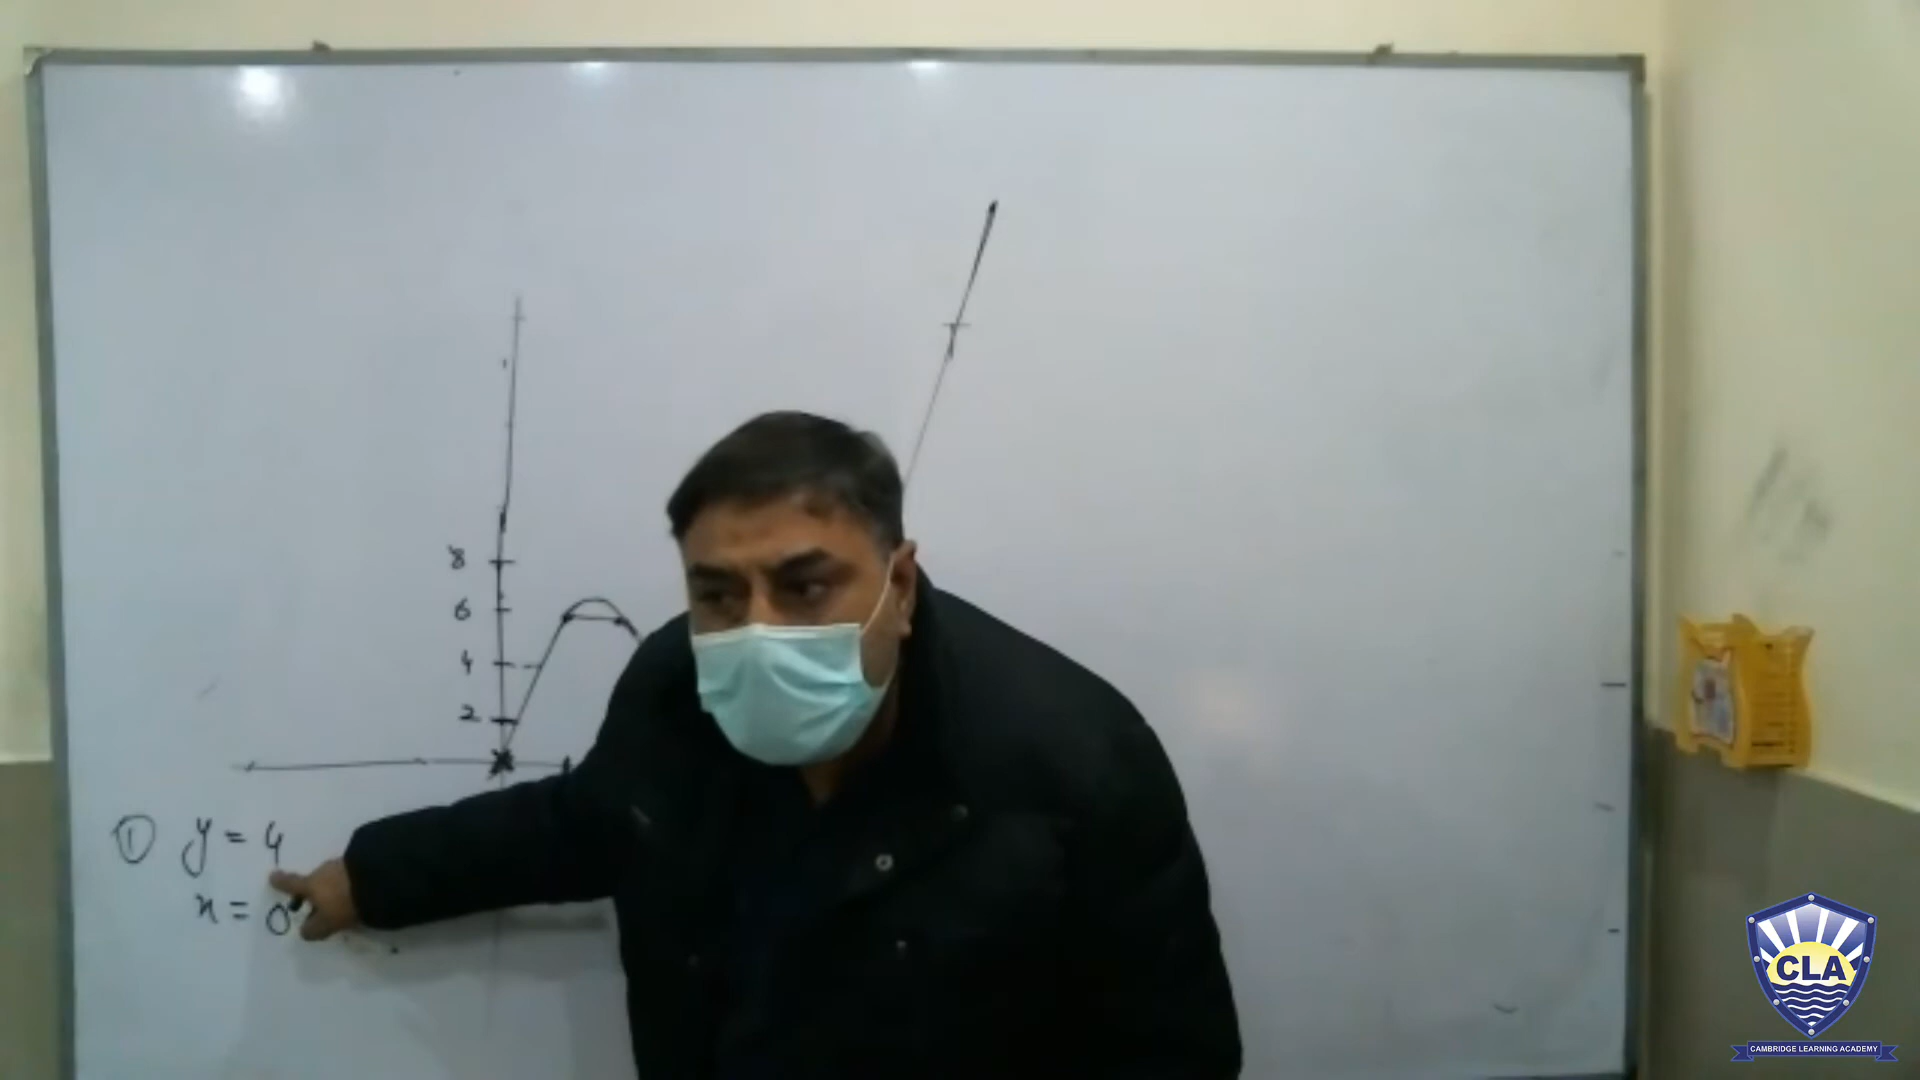 8
6
4
2
① y = 4
x = 0
CLA
CAMBRIDGE LEARNING ACADEMY